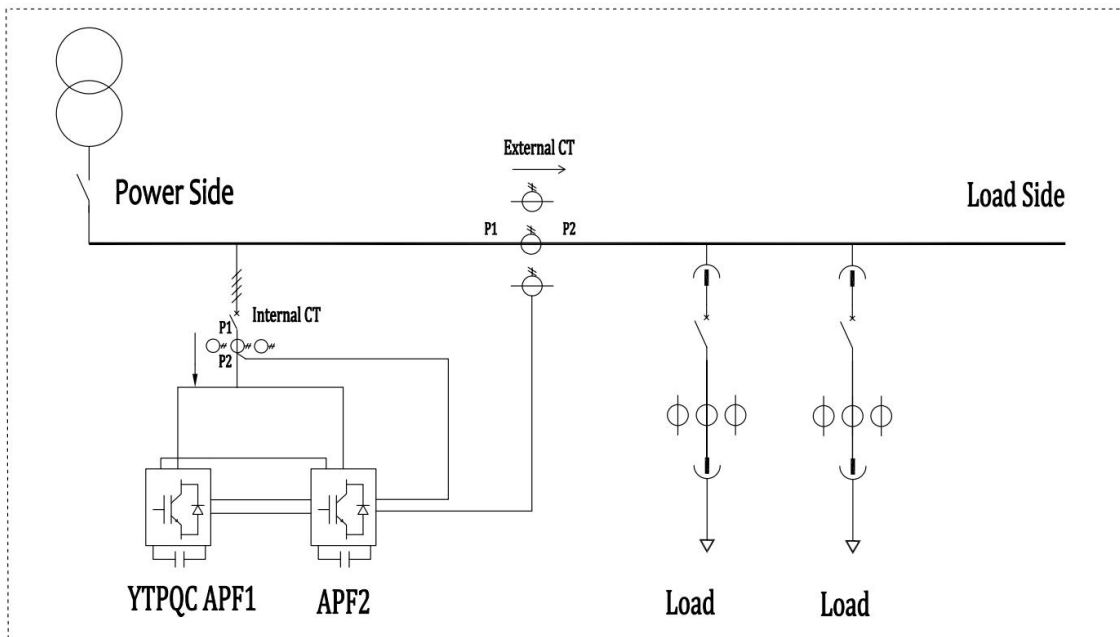 External CT
Power Side
Load Side
P1
P2
Internal CT
P1
P2
YTPQC APF1
APF2
Load
Load